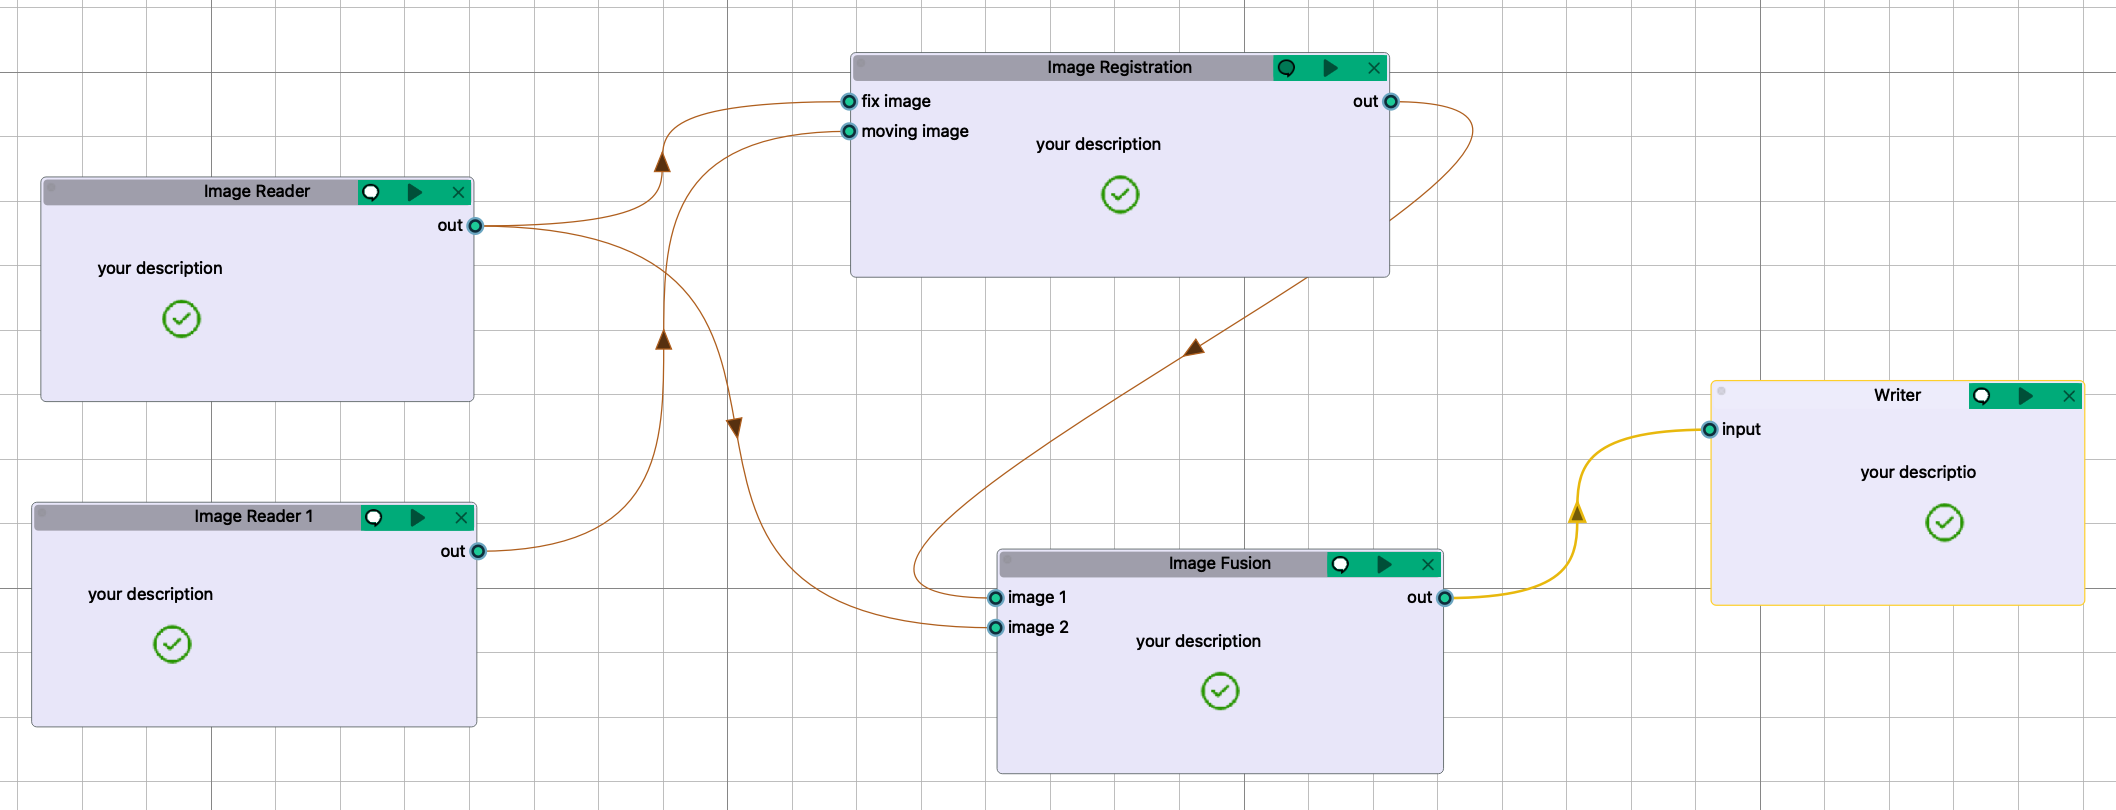 Image Reader
out
your description
Image Reader 1
out
your description
Image Registration
fix image
out
moving image
your description
Image Fusion
image 1
out
image 2
your description
Writer
input
your descriptio